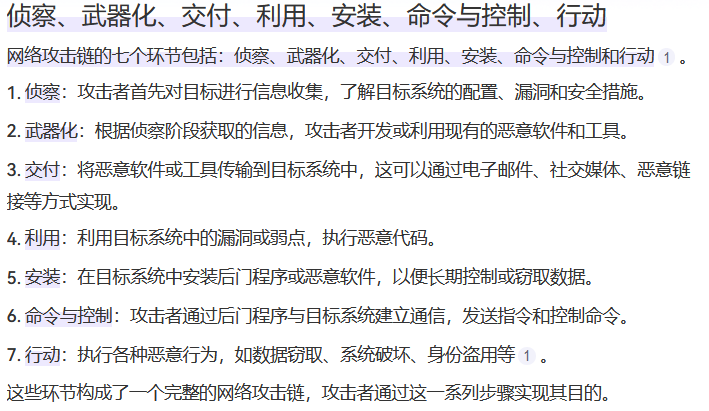 侦察、武器化、交付、利用、安装、命令与控制、行动
网络攻击链的七个环节包括：侦察、武器化、交付、利用、安装、命令与控制和行动 1 。
1. 侦察：攻击者首先对目标进行信息收集，了解目标系统的配置、漏洞和安全措施。
2. 武器化：根据侦察阶段获取的信息，攻击者开发或利用现有的恶意软件和工具。
3. 交付：将恶意软件或工具传输到目标系统中，这可以通过电子邮件、社交媒体、恶意链
接等方式实现。
4. 利用：利用目标系统中的漏洞或弱点，执行恶意代码。
5. 安装：在目标系统中安装后门程序或恶意软件，以便长期控制或窃取数据。
6. 命令与控制：攻击者通过后门程序与目标系统建立通信，发送指令和控制命令。
7. 行动：执行各种恶意行为，如数据窃取、系统破坏、身份盗用等 1 。
这些环节构成了一个完整的网络攻击链，攻击者通过这一系列步骤实现其目的。